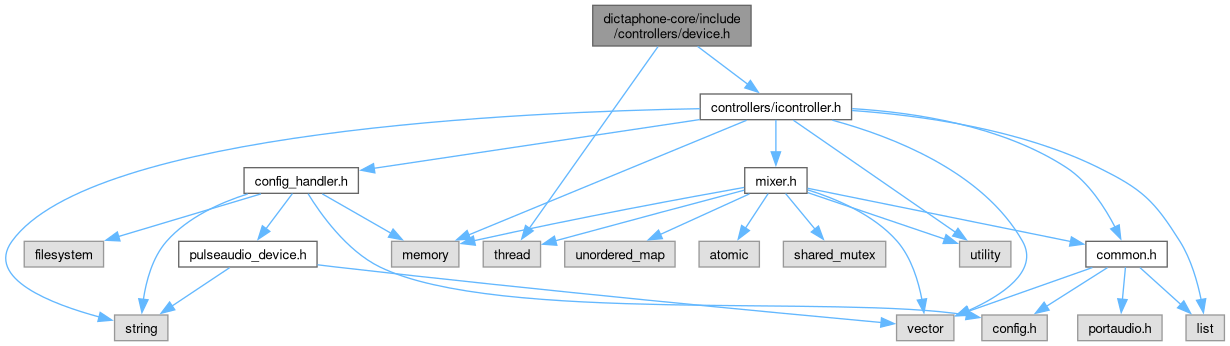 dictaphone-core/include
/controllers/device.h
controllers/icontroller.h
config_handler.h
mixer.h
filesystem
pulseaudio_device.h
memory
thread
unordered_map
atomic
shared_mutex
utility
common.h
string
vector
config.h
portaudio.h
list